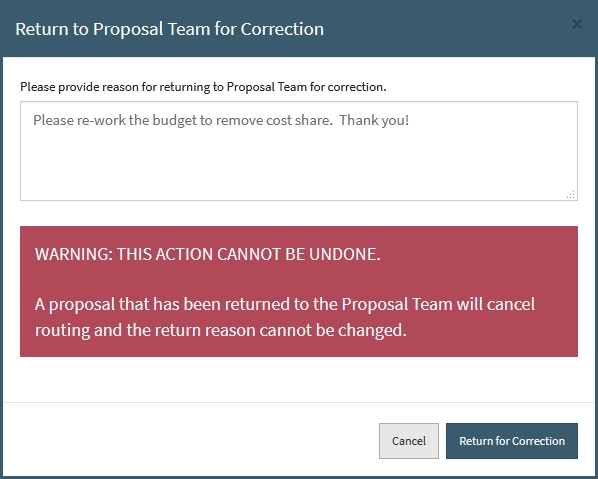 Return to Proposal Team for Correction
×
Please provide reason for returning to Proposal Team for correction.
Please re-work the budget to remove cost share.  Thank you!
WARNING: THIS ACTION CANNOT BE UNDONE.
A proposal that has been returned to the Proposal Team will cancel
routing and the return reason cannot be changed.
Cancel
Return for Correction